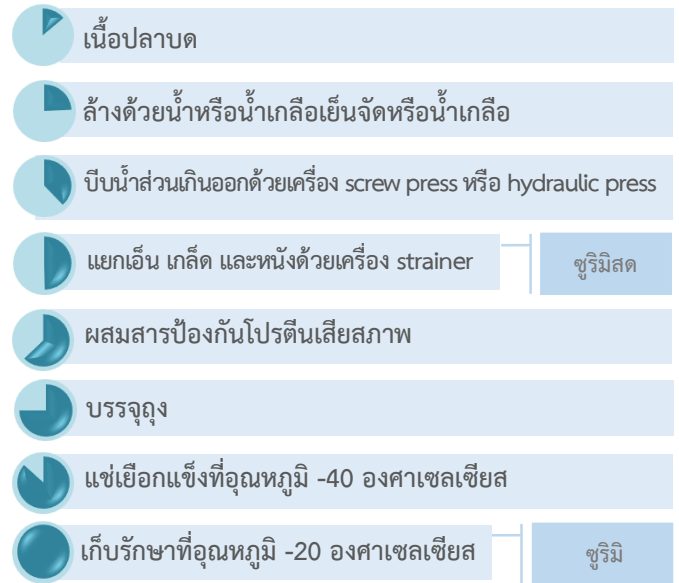 เนื้อปลาบด
ล้างด้วยน้ำหรือน้ำเกลือเย็นจัดหรือน้ำเกลือ
บีบน้ำส่วนเกินออกด้วยเครื่อง screw press หรือ hydraulic press
แยกเอ็น เกล็ด และหนังด้วยเครื่อง strainer
ซูริมิสด
ผสมสารป้องกันโปรตีนเสียสภาพ
บรรจุถุง
แช่เยือกแข็งที่อุณหภูมิ -40 องศาเซลเซียส
เก็บรักษาที่อุณหภูมิ -20 องศาเซลเซียส
ซูริมิ